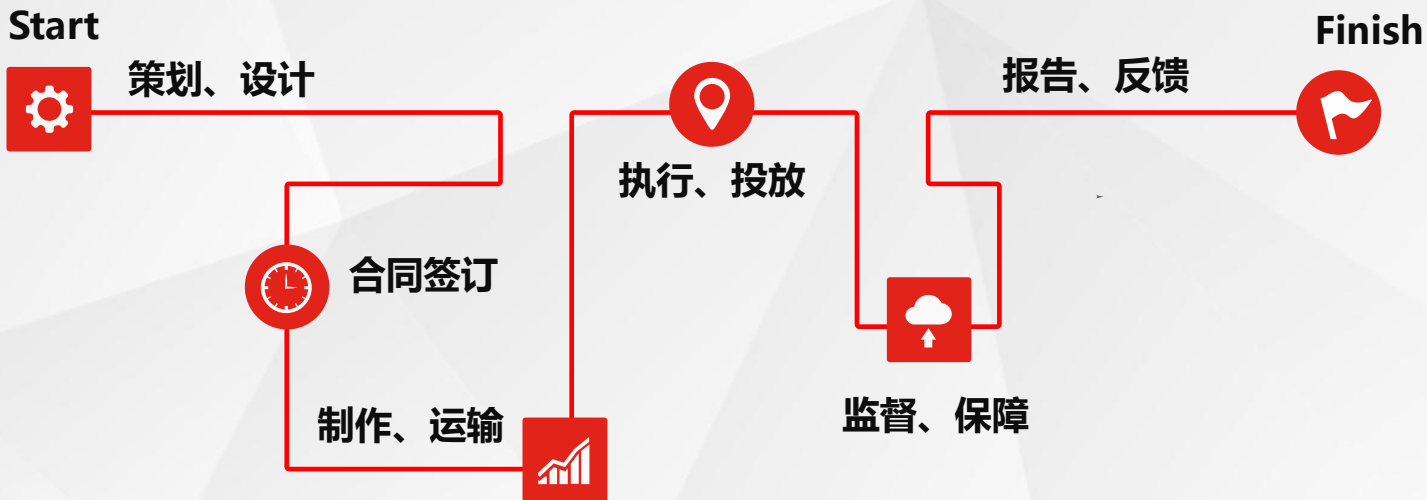 Start
策划、设计
合同签订
制作、运输
执行、投放
监督、保障
报告、反馈
Finish